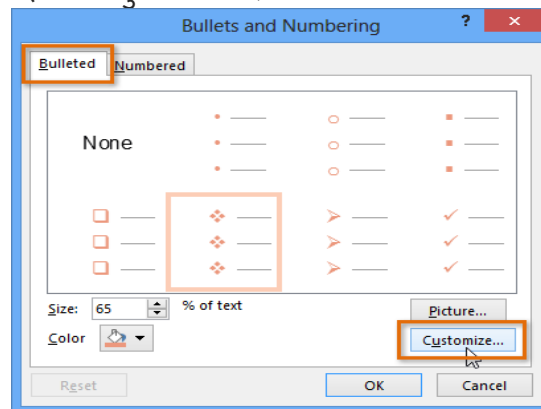 Bullets and Numbering ?
Bulleted Numbered
None
Size: 65 % of text
Picture...
Color
Customize...
Reset OK Cancel